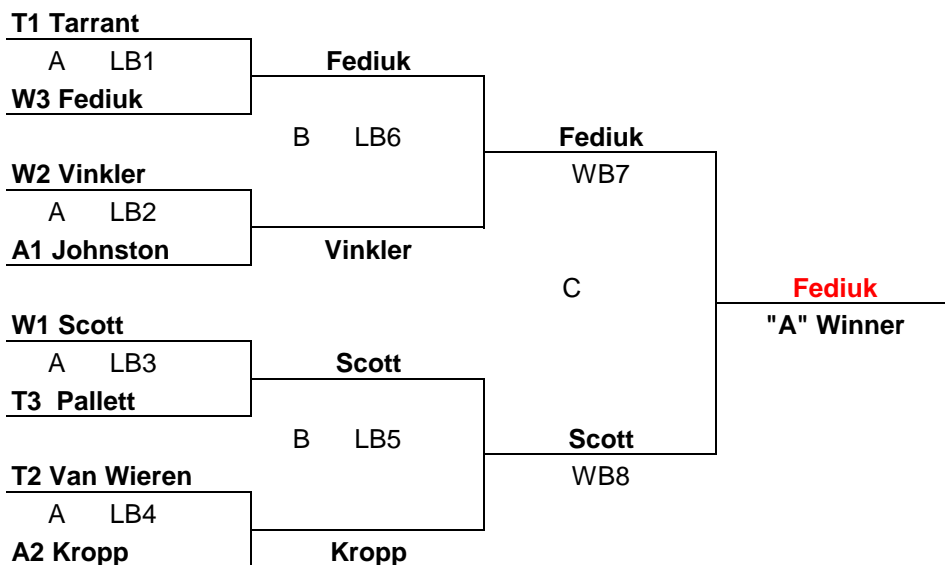 T1 Tarrant
A LB1 Fediuk
W3 Fediuk
B LB6 Fediuk
W2 Vinkler WB7
A LB2
A1 Johnston Vinkler
C Fediuk
W1 Scott "A" Winner
A LB3 Scott
T3 Pallett
B LB5 Scott
T2 Van Wieren WB8
A LB4
A2 Kropp Kropp